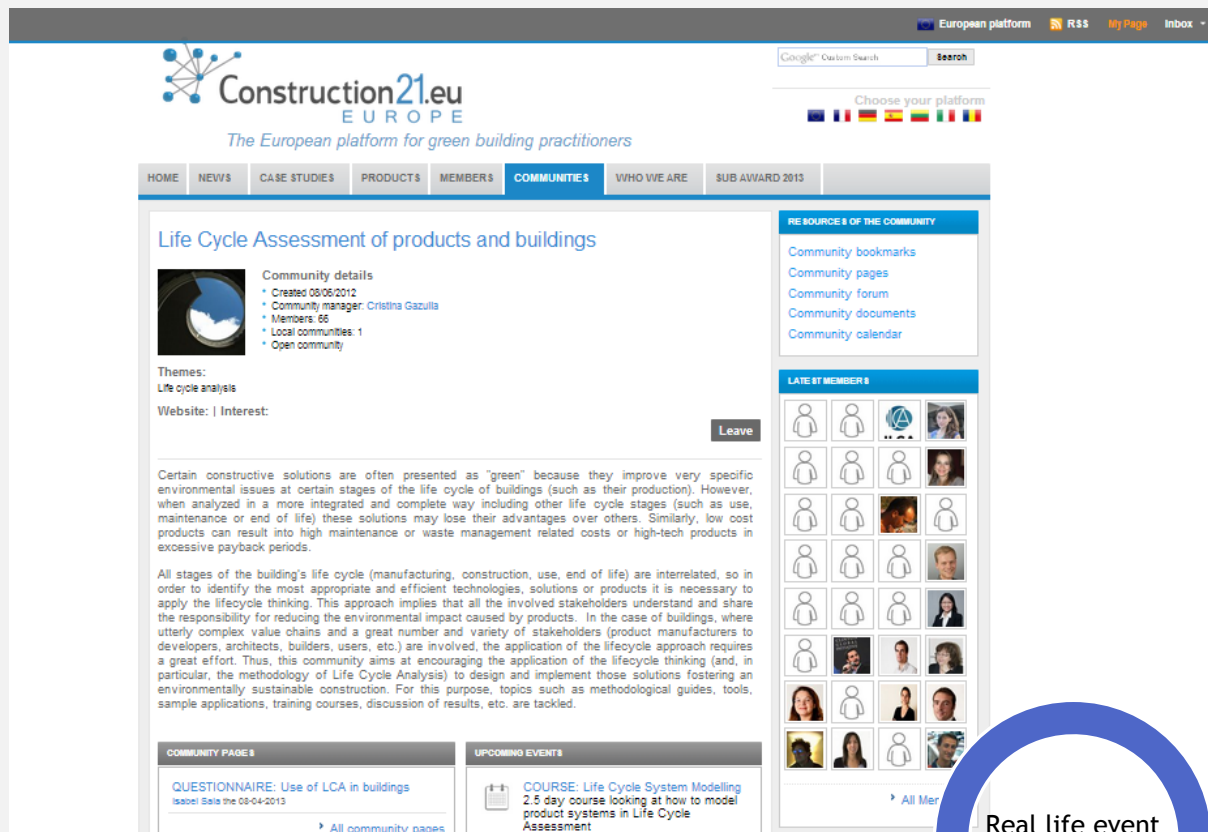 European platform RSS My Page Inbox
Google™ Custom Search Search
Construction21.eu
EUROPE
The European platform for green building practitioners
Choose your platform
HOME NEWS CASE STUDIES PRODUCTS MEMBERS COMMUNITIES WHO WE ARE SUB AWARD 2013
Life Cycle Assessment of products and buildings
Community details
Created 08/06/2012
Community manager: Cristina Gazulla
Members: 66
Local communities: 1
Open community
Themes:
Life cycle analysis
Website: | Interest:
Leave
Certain constructive solutions are often presented as "green" because they improve very specific
environmental issues at certain stages of the life cycle of buildings (such as their production). However,
when analyzed in a more integrated and complete way including other life cycle stages (such as use,
maintenance or end of life) these solutions may lose their advantages over others. Similarly, low cost
products can result into high maintenance or waste management related costs or high-tech products in
excessive payback periods.
All stages of the building's life cycle (manufacturing, construction, use, end of life) are interrelated, so in
order to identify the most appropriate and efficient technologies, solutions or products it is necessary to
apply the lifecycle thinking. This approach implies that all the involved stakeholders understand and share
the responsibility for reducing the environmental impact caused by products. In the case of buildings, where
utterly complex value chains and a great number and variety of stakeholders (product manufacturers to
developers, architects, builders, users, etc.) are involved, the application of the lifecycle approach requires
a great effort. Thus, this community aims at encouraging the application of the lifecycle thinking (and, in
particular, the methodology of Life Cycle Analysis) to design and implement those solutions fostering an
environmentally sustainable construction. For this purpose, topics such as methodological guides, tools,
sample applications, training courses, discussion of results, etc. are tackled.
COMMUNITY PAGES
QUESTIONNAIRE: Use of LCA in buildings
Isabel Sala the 08-04-2013
All community pages
UPCOMING EVENTS
COURSE: Life Cycle System Modelling
2.5 day course looking at how to model
product systems in Life Cycle
Assessment
RESOURCES OF THE COMMUNITY
Community bookmarks
Community pages
Community forum
Community documents
Community calendar
LATEST MEMBERS
All Mem
Real life event